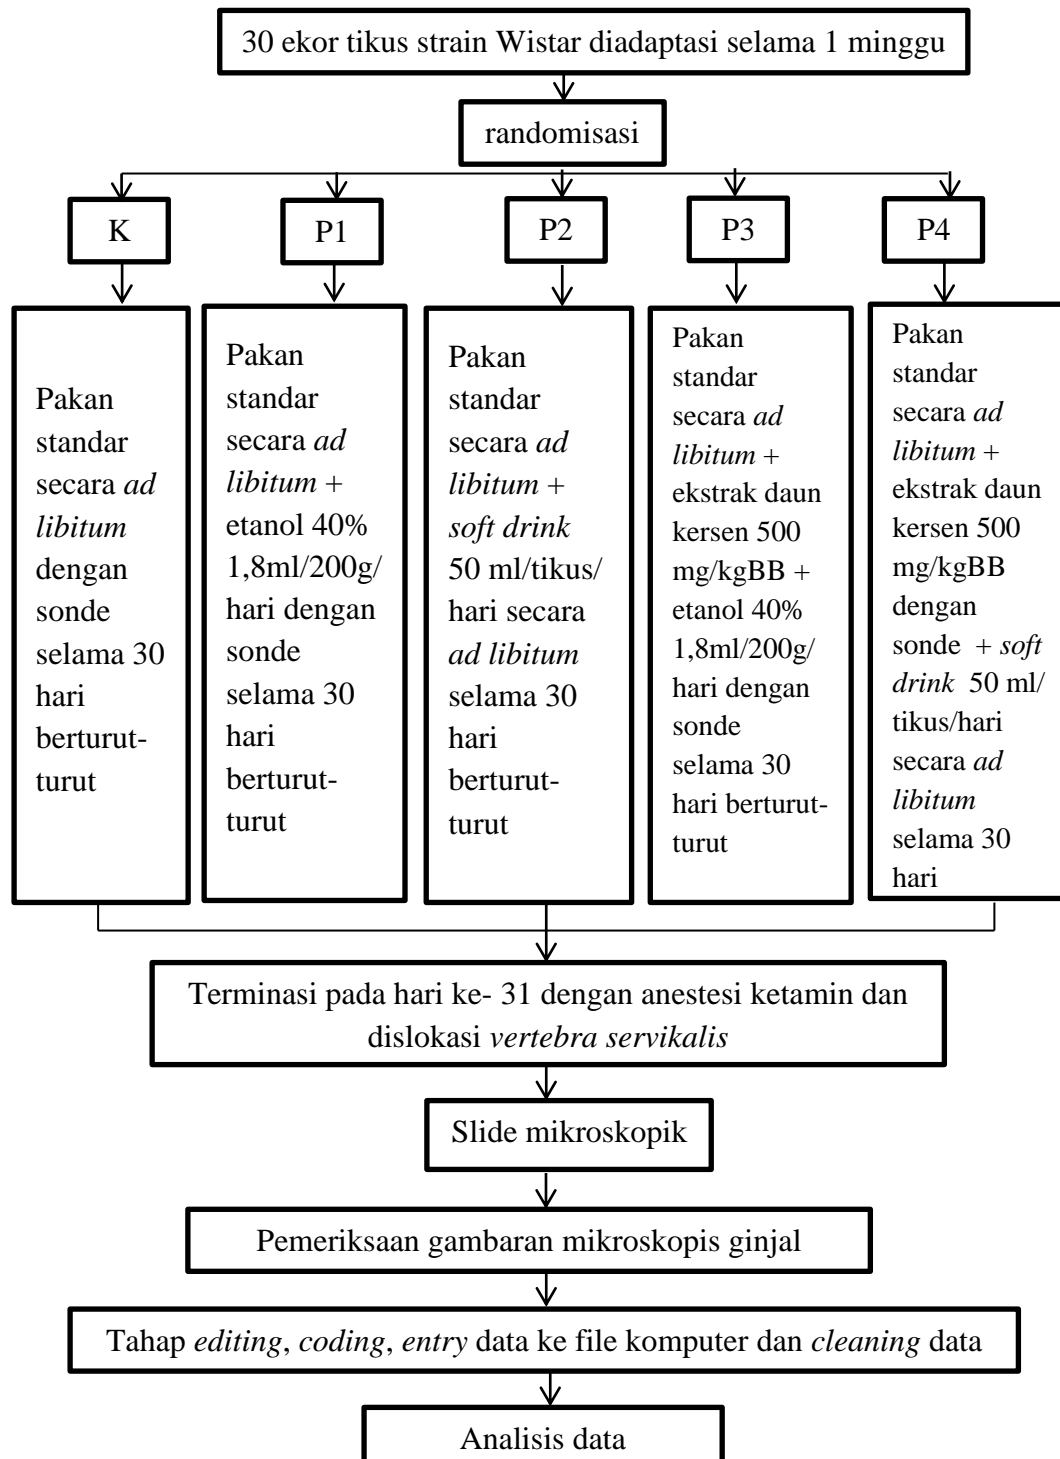 30 ekor tikus strain Wistar diadaptasi selama 1 minggu
randomisasi
K
P1
P2
P3
P4
Pakan
standar
secara ad
libitum
dengan
sonde
selama 30
hari
berturut-
turut
Pakan
standar
secara ad
libitum +
etanol 40%
1,8ml/200g/
hari dengan
sonde
selama 30
hari
berturut-
turut
Pakan
standar
secara ad
libitum +
soft drink
50 ml/tikus/
hari secara
ad libitum
selama 30
hari
berturut-
turut
Pakan
standar
secara ad
libitum +
ekstrak daun
kersen 500
mg/kgBB +
etanol 40%
1,8ml/200g/
hari dengan
sonde
selama 30
hari berturut-
turut
Pakan
standar
secara ad
libitum +
ekstrak daun
kersen 500
mg/kgBB
dengan
sonde + soft
drink 50 ml/
tikus/hari
secara ad
libitum
selama 30
hari
Terminasi pada hari ke- 31 dengan anestesi ketamin dan
dislokasi vertebra servikalis
Slide mikroskopik
Pemeriksaan gambaran mikroskopis ginjal
Tahap editing, coding, entry data ke file komputer dan cleaning data
Analisis data